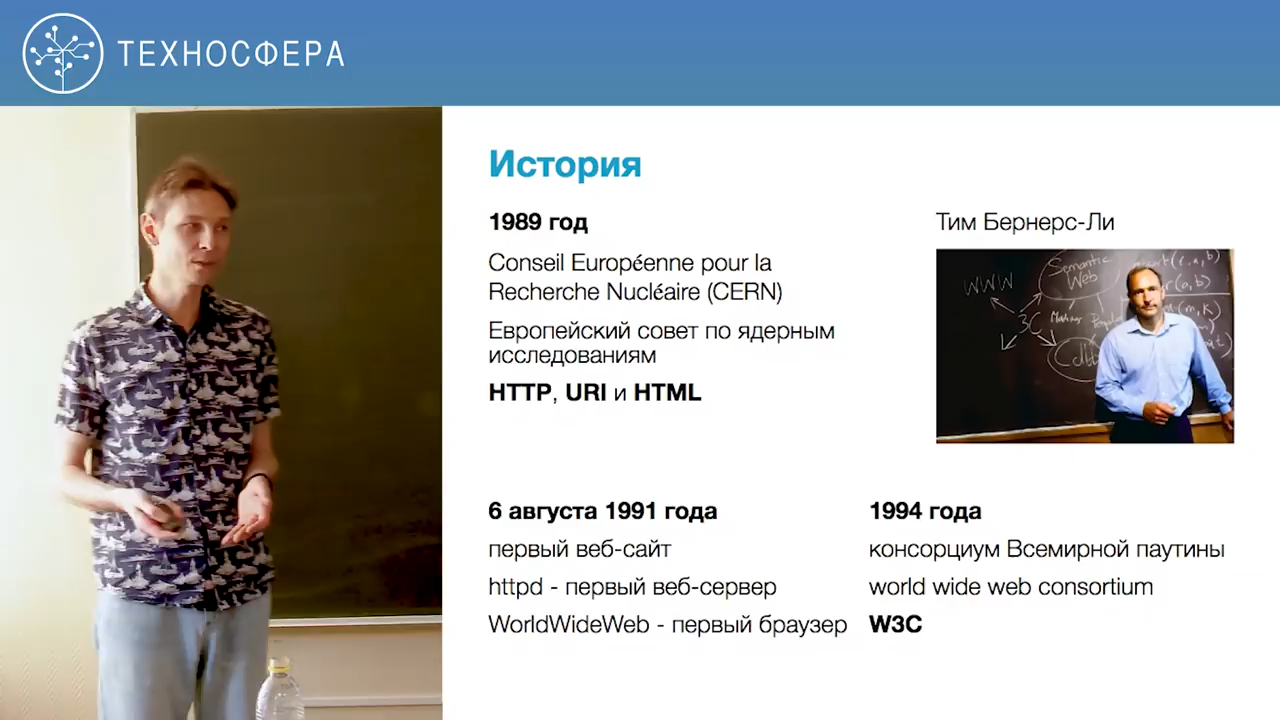 ТЕХНОСФЕРА
История
1989 год
Conseil Européenne pour la
Recherche Nucléaire (CERN)
Европейский совет по ядерным
исследованиям
HTTP, URI и HTML
Тим Бернерс-Ли
WWW
Semantic
Web
6 августа 1991 года
первый веб-сайт
httpd - первый веб-сервер
WorldWideWeb - первый браузер
1994 года
консорциум Всемирной паутины
world wide web consortium
W3C